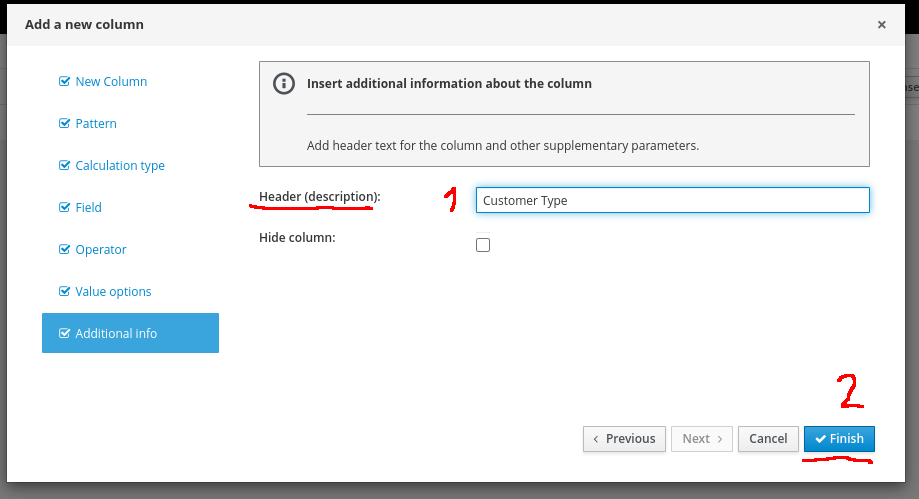 Add a new column
×
New Column
Pattern
Calculation type
Field
Operator
Value options
Additional info
Insert additional information about the column
Add header text for the column and other supplementary parameters.
Header (description): 1 Customer Type
Hide column:
2
Previous Next Cancel Finish